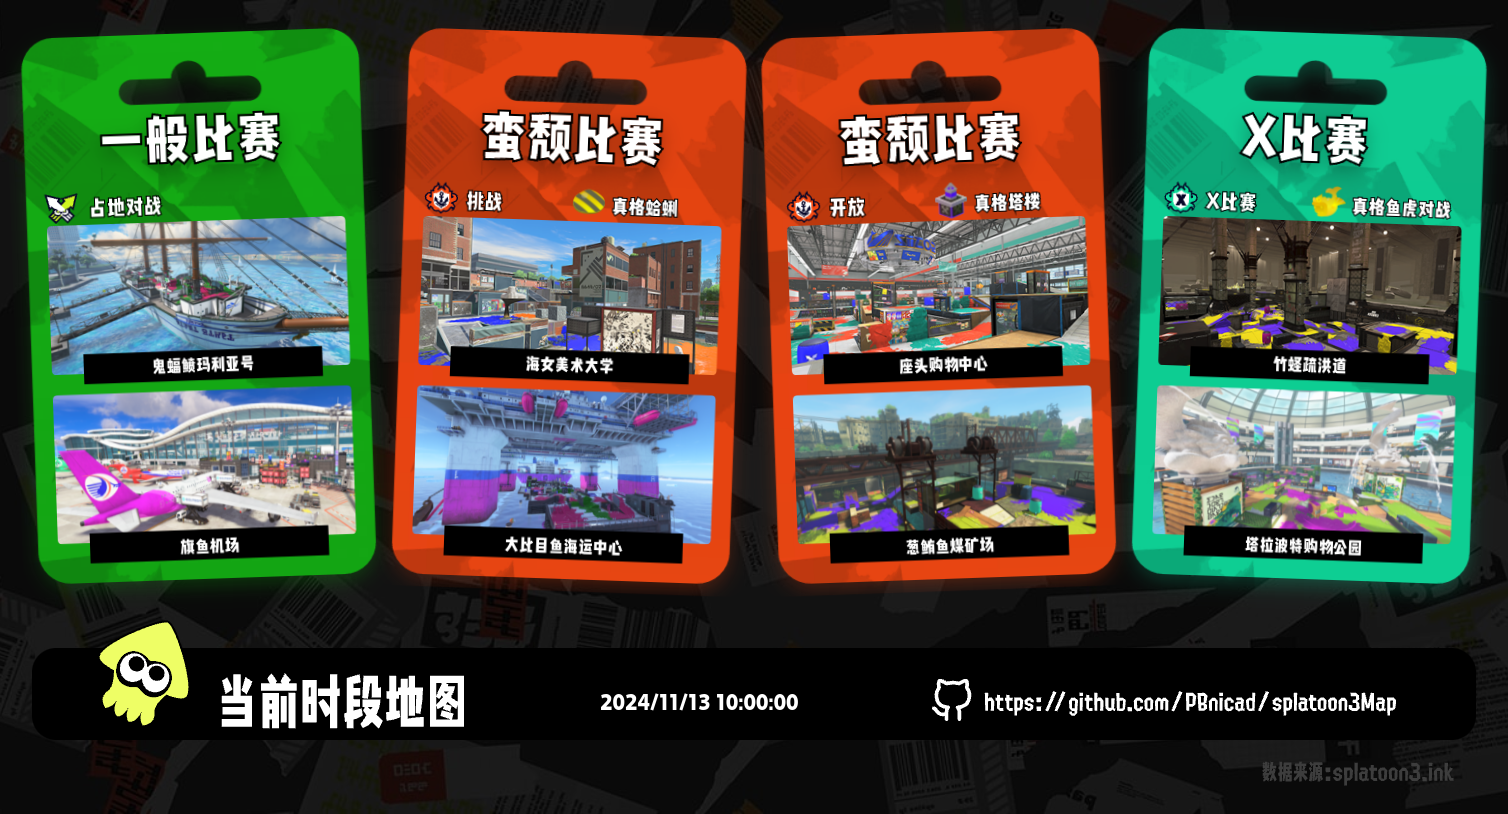 一般比赛
占地对战
鬼蝠鲼玛利亚号
旗鱼机场
蛮颓比赛
挑战
真格蛤蜊
海女美术大学
大比目鱼海运中心
蛮颓比赛
开放
真格塔楼
座头购物中心
葱鲔鱼煤矿场
X比赛
X比赛
真格鱼虎对战
竹蛏疏洪道
塔拉波特购物公园
当前时段地图
2024/11/13 10:00:00
https://github.com/PBnicad/splatoon3Map
数据来源:splatoon3.ink